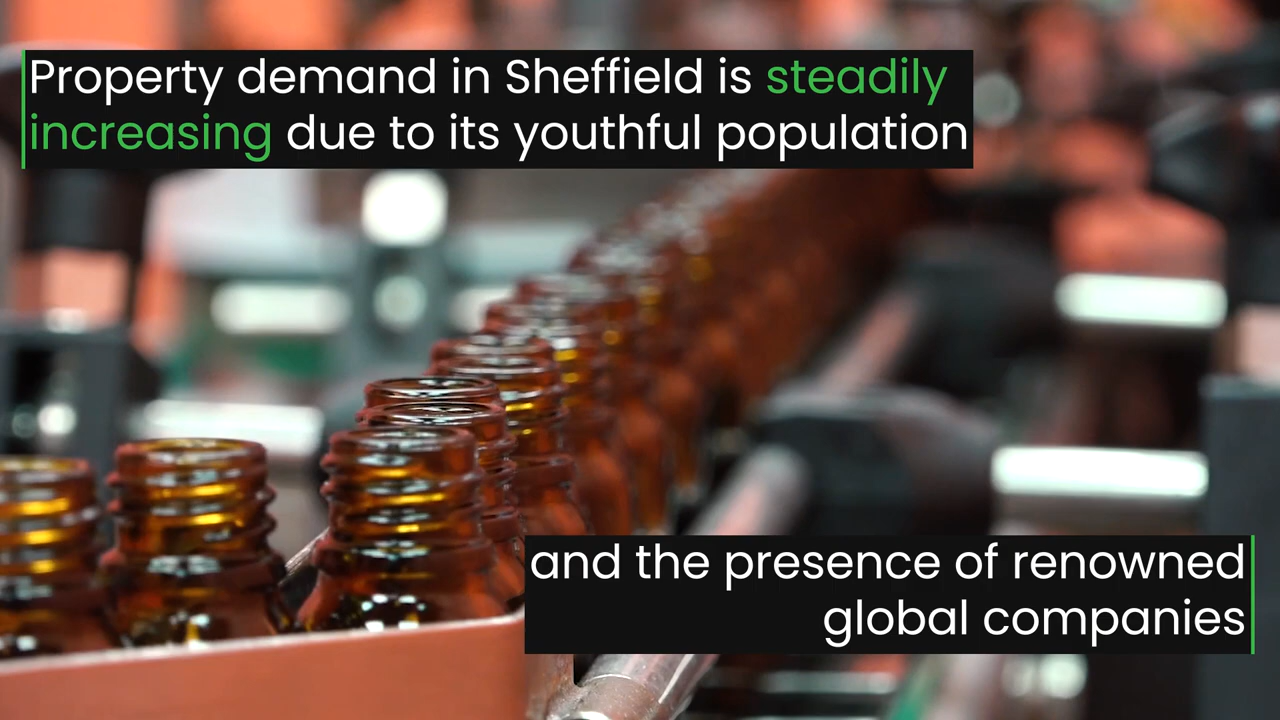 Property demand in Sheffield is steadily
increasing due to its youthful population
and the presence of renowned
global companies